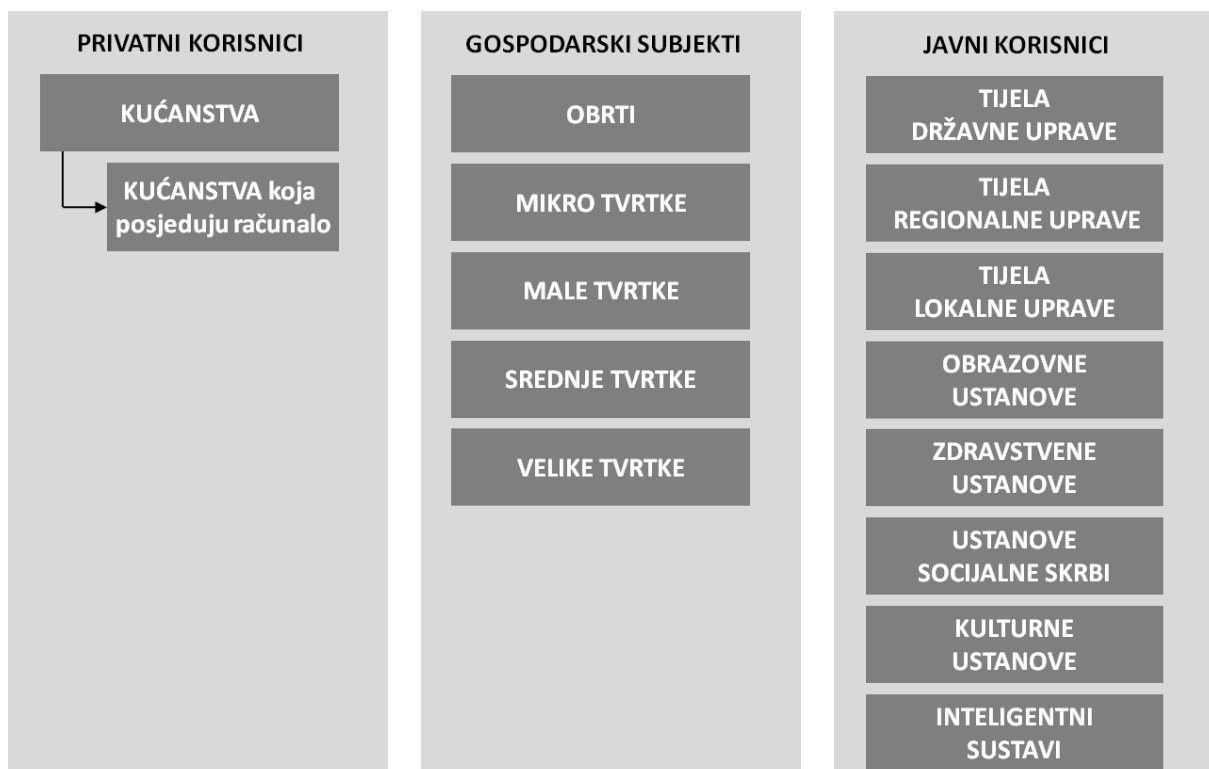 PRIVATNI KORISNICI
KUĆANSTVA
KUĆANSTVA koja
posjeduju računalo
GOSPODARSKI SUBJEKTI
OBRTI
MIKRO TVRTKE
MALE TVRTKE
SREDNJE TVRTKE
VELIKE TVRTKE
JAVNI KORISNICI
TIJELA
DRŽAVNE UPRAVE
TIJELA
REGIONALNE UPRAVE
TIJELA
LOKALNE UPRAVE
OBRAZOVNE
USTANOVE
ZDRAVSTVENE
USTANOVE
USTANOVE
SOCIJALNE SKRBI
KULTURNE
USTANOVE
INTELIGENTNI
SUSTAVI